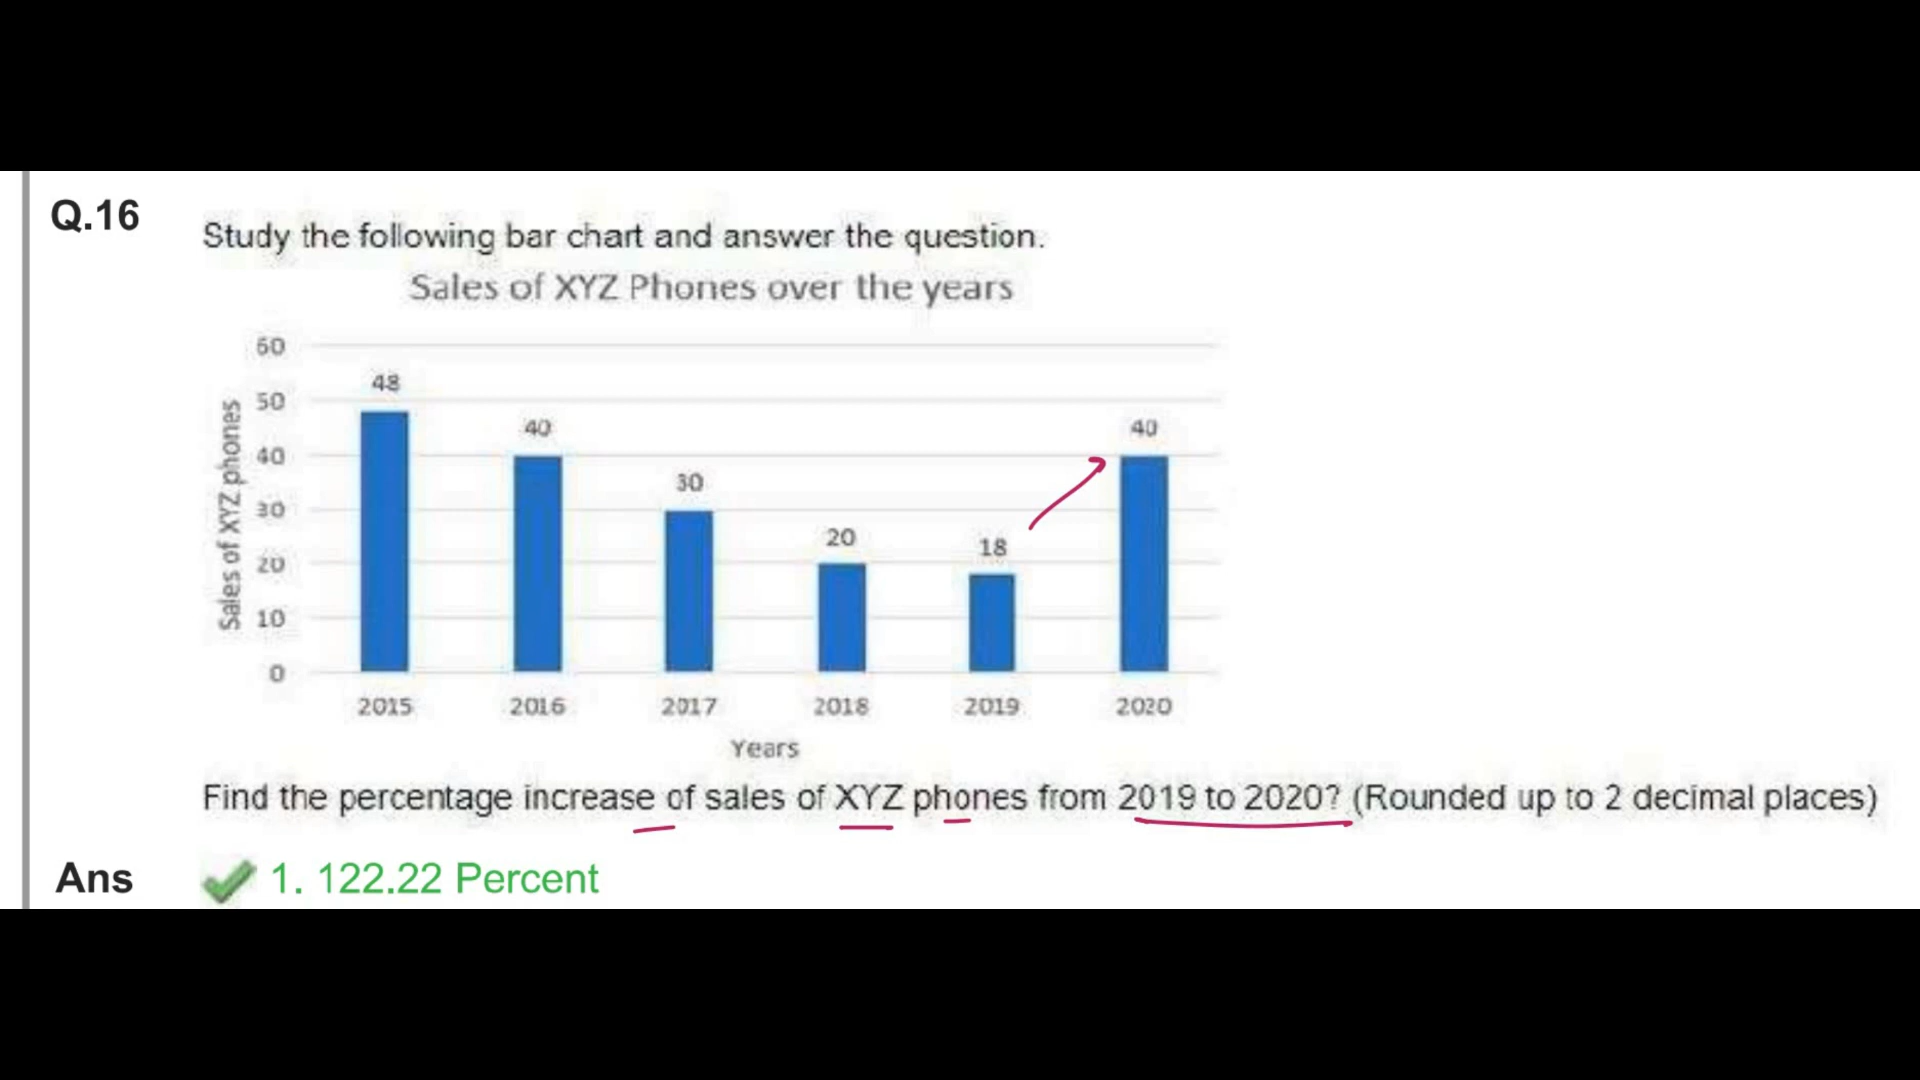 Q.16
Study the following bar chart and answer the question.
Sales of XYZ Phones over the years
Sales of XYZ phones
60
50
40
30
20
10
0
48
40
30
20
18
40
2015 2016 2017 2018 2019 2020
Years
Find the percentage increase of sales of XYZ phones from 2019 to 2020? (Rounded up to 2 decimal places)
Ans 1. 122.22 Percent